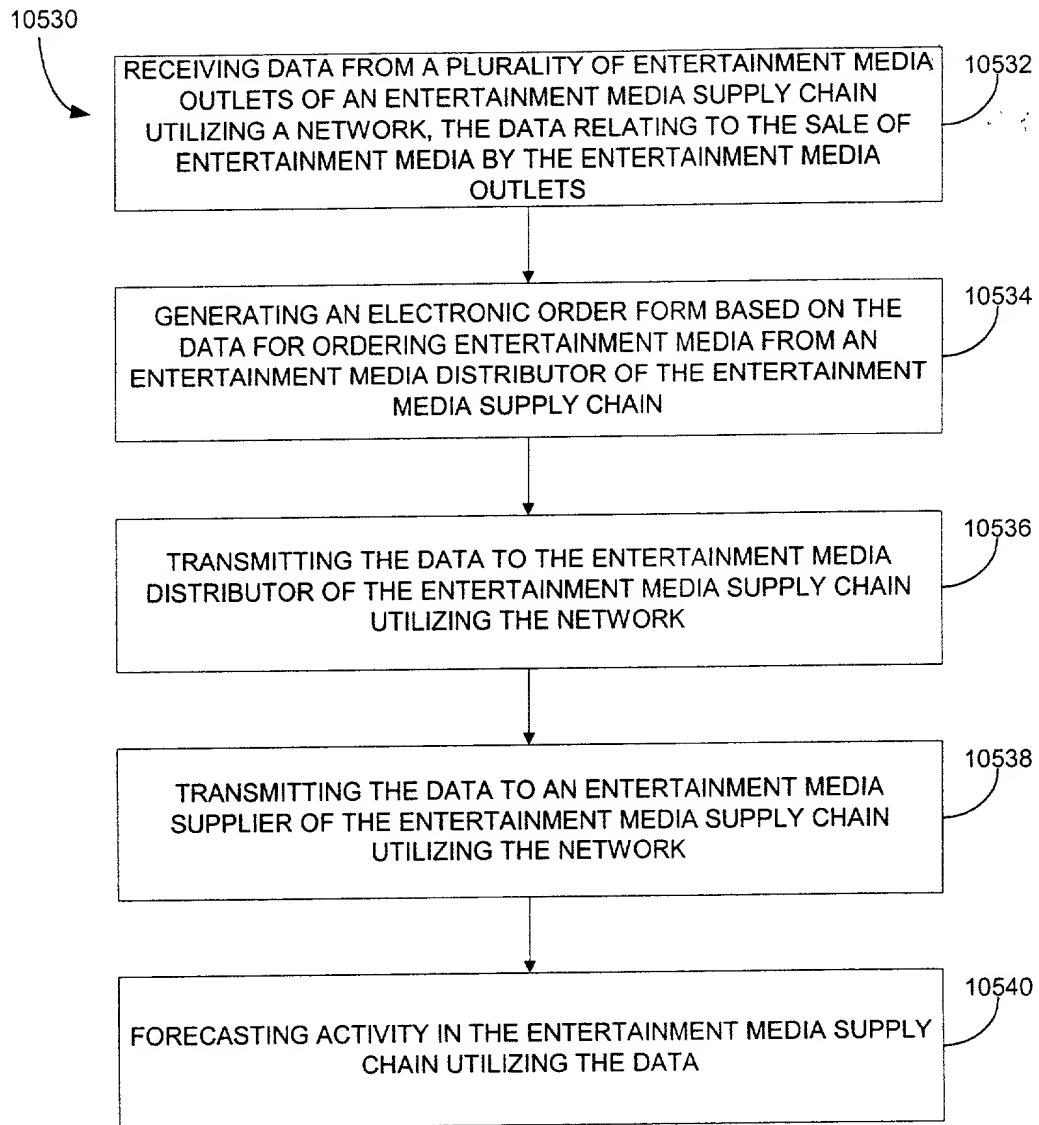 10530
RECEIVING DATA FROM A PLURALITY OF ENTERTAINMENT MEDIA
OUTLETS OF AN ENTERTAINMENT MEDIA SUPPLY CHAIN
UTILIZING A NETWORK, THE DATA RELATING TO THE SALE OF
ENTERTAINMENT MEDIA BY THE ENTERTAINMENT MEDIA
OUTLETS
10532
GENERATING AN ELECTRONIC ORDER FORM BASED ON THE
DATA FOR ORDERING ENTERTAINMENT MEDIA FROM AN
ENTERTAINMENT MEDIA DISTRIBUTOR OF THE ENTERTAINMENT
MEDIA SUPPLY CHAIN
10534
TRANSMITTING THE DATA TO THE ENTERTAINMENT MEDIA
DISTRIBUTOR OF THE ENTERTAINMENT MEDIA SUPPLY CHAIN
UTILIZING THE NETWORK
10536
TRANSMITTING THE DATA TO AN ENTERTAINMENT MEDIA
SUPPLIER OF THE ENTERTAINMENT MEDIA SUPPLY CHAIN
UTILIZING THE NETWORK
10538
FORECASTING ACTIVITY IN THE ENTERTAINMENT MEDIA SUPPLY
CHAIN UTILIZING THE DATA
10540